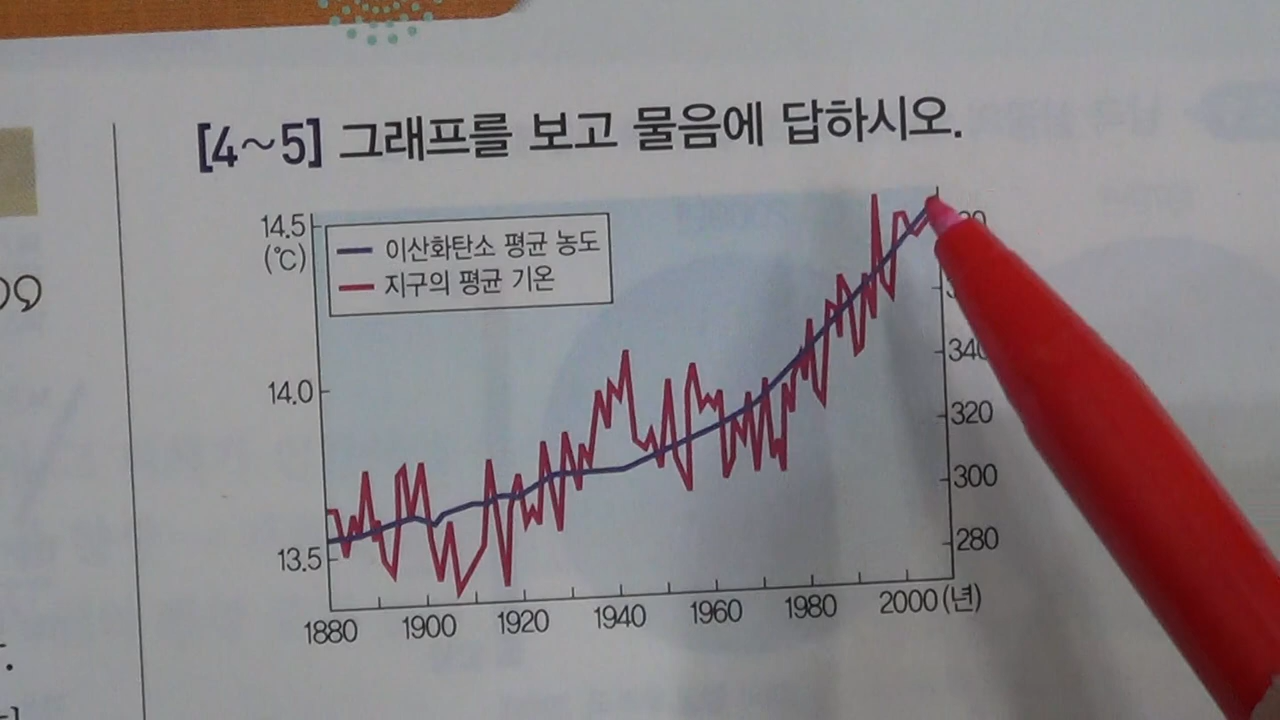 [4~5] 그래프를 보고 물음에 답하시오.
14.5
(℃)
이산화탄소 평균 농도
지구의 평균 기온
14.0
13.5
340
320
300
280
1880 1900 1920 1940 1960 1980 2000(년)